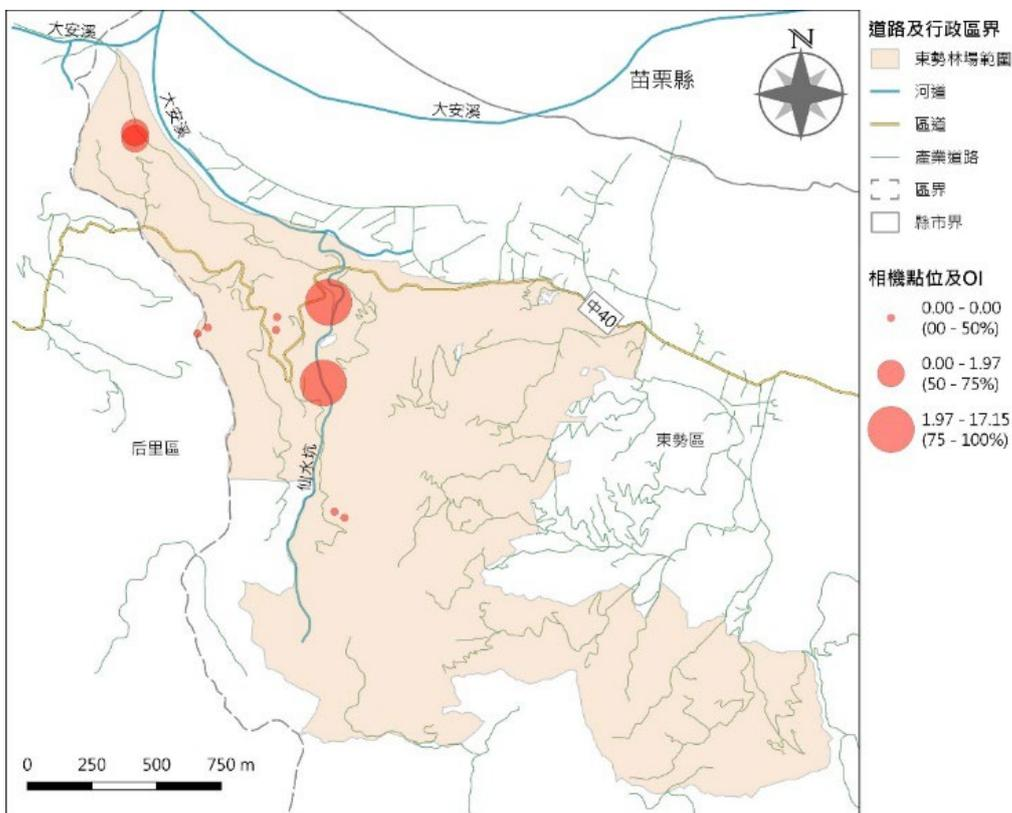 大安溪
大安溪
大安溪
苗栗縣
N
中40
后里區
東勢區
仙水坑
0 250 500 750 m
道路及行政區界
東勢林場範圍
河道
區道
產業道路
區界
縣市界
相機點位及OI
0.00 - 0.00
(00 - 50%)
0.00 - 1.97
(50 - 75%)
1.97 - 17.15
(75 - 100%)